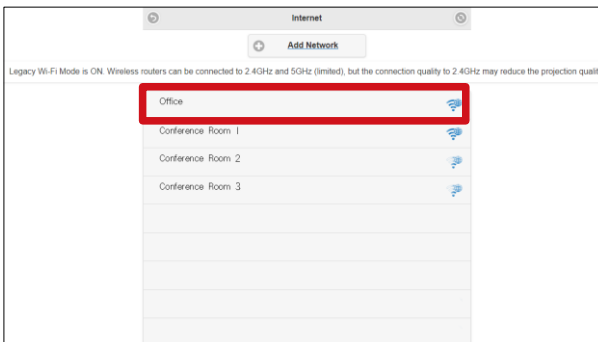 Internet
Add Network
Legacy Wi-Fi Mode is ON. Wireless routers can be connected to 2.4GHz and 5GHz (limited), but the connection quality to 2.4GHz may reduce the projection qualit
Office
Conference Room 1
Conference Room 2
Conference Room 3